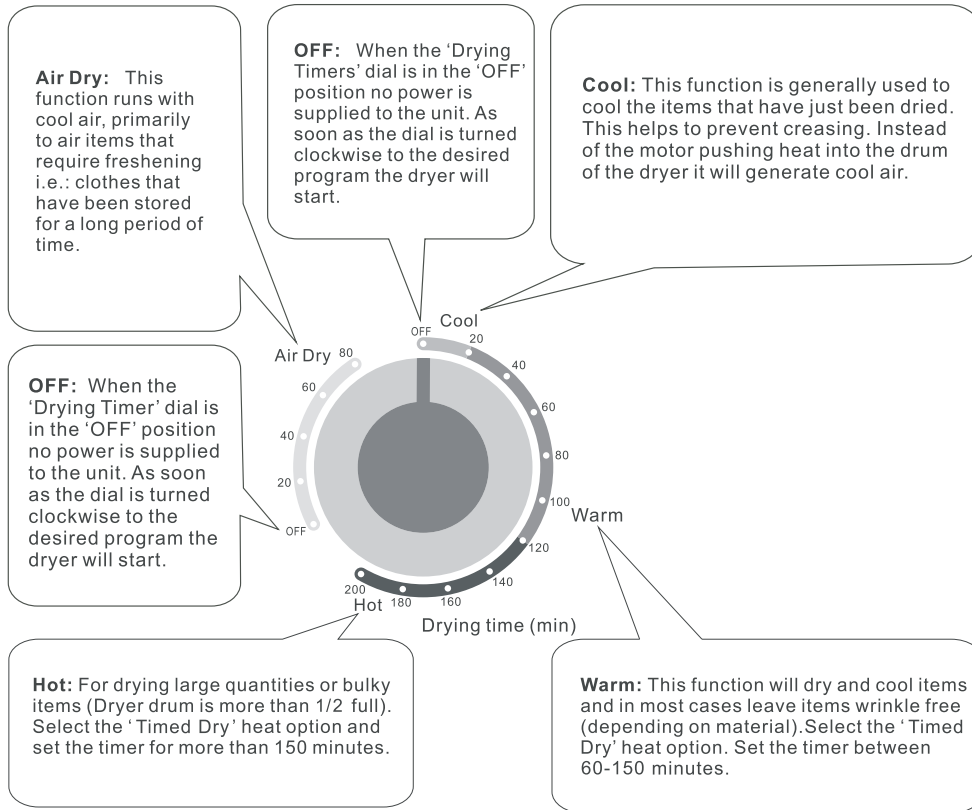 Air Dry: This
function runs with
cool air, primarily
to air items that
require freshening
i.e.: clothes that
have been stored
for a long period of
time.
OFF: When the ‘Drying
Timers’ dial is in the ‘OFF’
position no power is
supplied to the unit. As
soon as the dial is turned
clockwise to the desired
program the dryer will
start.
Cool: This function is generally used to
cool the items that have just been dried.
This helps to prevent creasing. Instead
of the motor pushing heat into the drum
of the dryer it will generate cool air.
OFF: When the
‘Drying Timer’ dial is
in the ‘OFF’ position
no power is supplied
to the unit. As soon
as the dial is turned
clockwise to the
desired program the
dryer will start.
Air Dry
80
60
40
20
OFF
OFF
Cool
20
40
60
80
100
Warm
120
140
160
180
200
Hot
Drying time (min)
Hot: For drying large quantities or bulky
items (Dryer drum is more than 1/2 full).
Select the ‘ Timed Dry’ heat option and
set the timer for more than 150 minutes.
Warm: This function will dry and cool items
and in most cases leave items wrinkle free
(depending on material).Select the ‘ Timed
Dry’ heat option. Set the timer between
60-150 minutes.